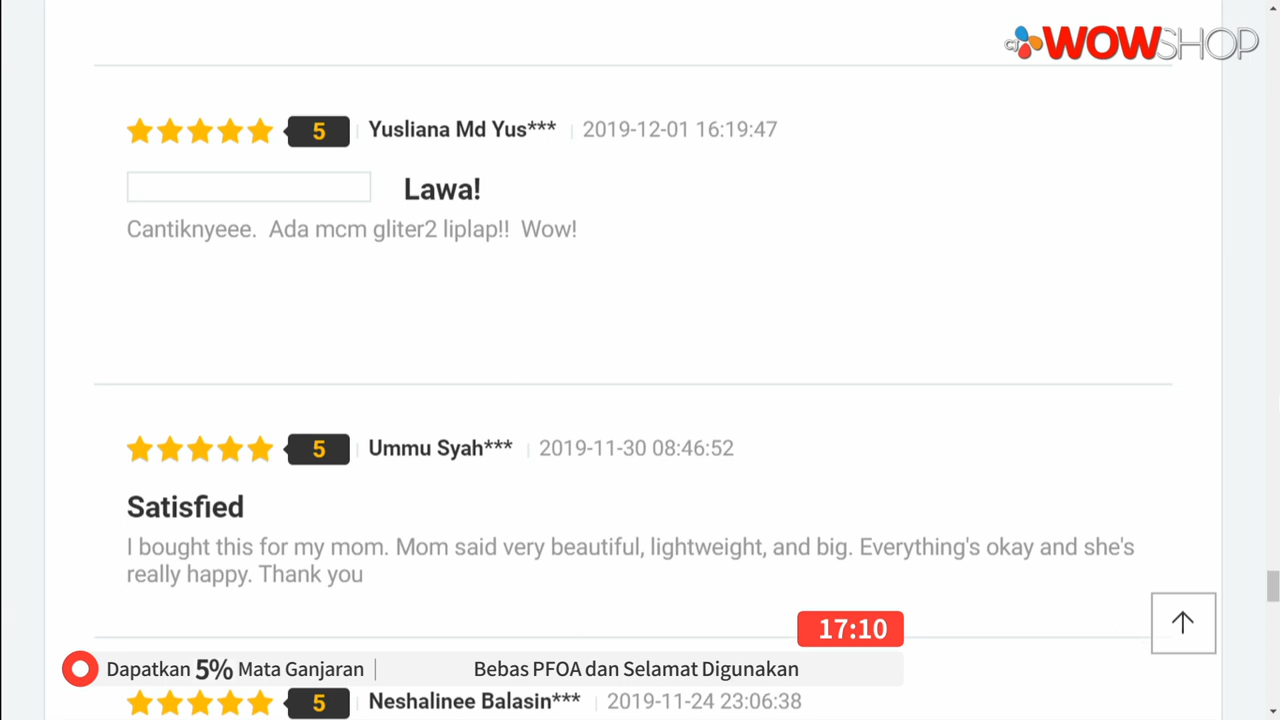 CJ WOWSHOP
5 Yusliana Md Yus*** 2019-12-01 16:19:47
Lawa!
Cantiknyeee. Ada mcm gliter2 liplap!! Wow!
5 Ummu Syah*** 2019-11-30 08:46:52
Satisfied
I bought this for my mom. Mom said very beautiful, lightweight, and big. Everything's okay and she's
really happy. Thank you
17:10
Dapatkan 5% Mata Ganjaran | Bebas PFOA dan Selamat Digunakan
5 Neshalinee Balasin*** 2019-11-24 23:06:38